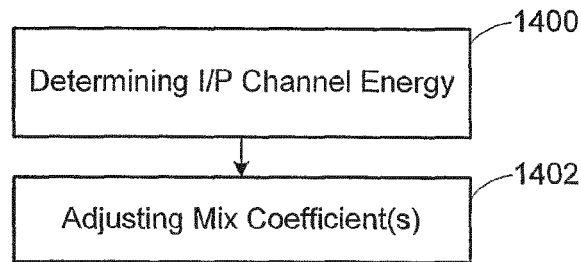 1400
Determining I/P Channel Energy
1402
Adjusting Mix Coefficient(s)